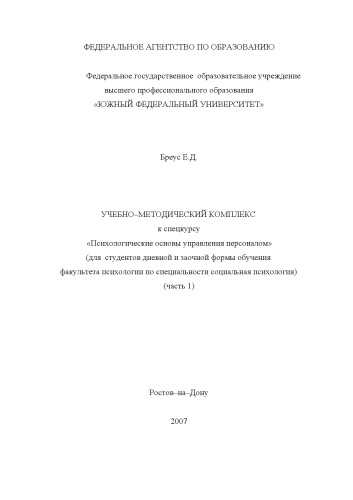 ФЕДЕРАЛЬНОЕ АГЕНТСТВО ПО ОБРАЗОВАНИЮ
Федеральное государственное образовательное учреждение
высшего профессионального образования
«ЮЖНЫЙ ФЕДЕРАЛЬНЫЙ УНИВЕРСИТЕТ»
Бреус Е.Д.
УЧЕБНО–МЕТОДИЧЕСКИЙ КОМПЛЕКС
к спецкурсу
«Психологические основы управления персоналом»
(для студентов дневной и заочной формы обучения
факультета психологии по специальности социальная психология)
(часть 1)
Ростов–на–Дону
2007